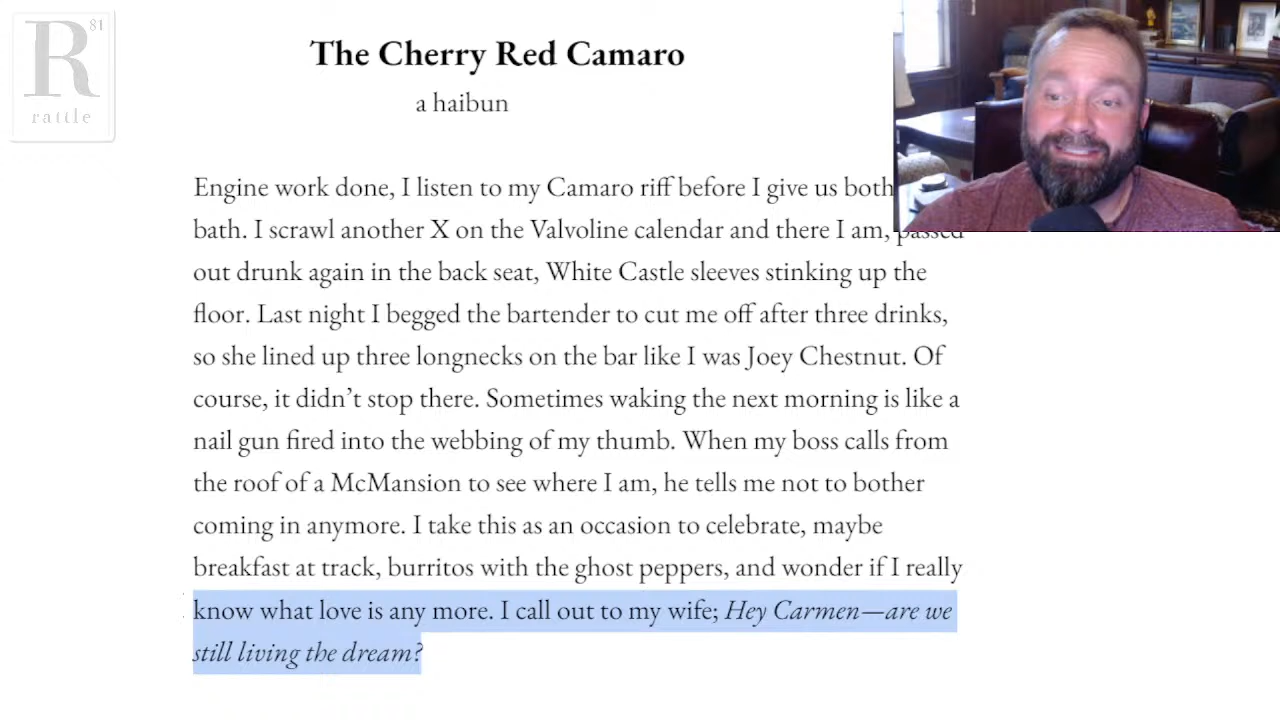 R 81
rattle
The Cherry Red Camaro
a haibun
Engine work done, I listen to my Camaro riff before I give us both
bath. I scrawl another X on the Valvoline calendar and there I am, passed
out drunk again in the back seat, White Castle sleeves stinking up the
floor. Last night I begged the bartender to cut me off after three drinks,
so she lined up three longnecks on the bar like I was Joey Chestnut. Of
course, it didn’t stop there. Sometimes waking the next morning is like a
nail gun fired into the webbing of my thumb. When my boss calls from
the roof of a McMansion to see where I am, he tells me not to bother
coming in anymore. I take this as an occasion to celebrate, maybe
breakfast at track, burritos with the ghost peppers, and wonder if I really
know what love is any more. I call out to my wife; Hey Carmen—are we
still living the dream?